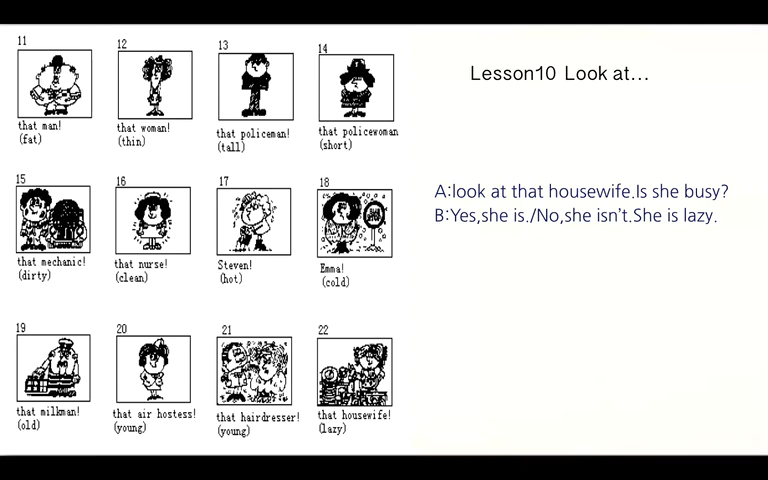 11
12
13
14
that man!
(fat)
that woman!
(thin)
that policeman!
(tall)
that policewoman
(short)
15
16
17
18
that mechanic!
(dirty)
that nurse!
(clean)
Steven!
(hot)
Emma!
(cold)
19
20
21
22
that milkman!
(old)
that air hostess!
(young)
that hairdresser!
(young)
that housewife!
(lazy)
Lesson10 Look at...
A:look at that housewife.Is she busy?
B:Yes,she is./No,she isn't.She is lazy.